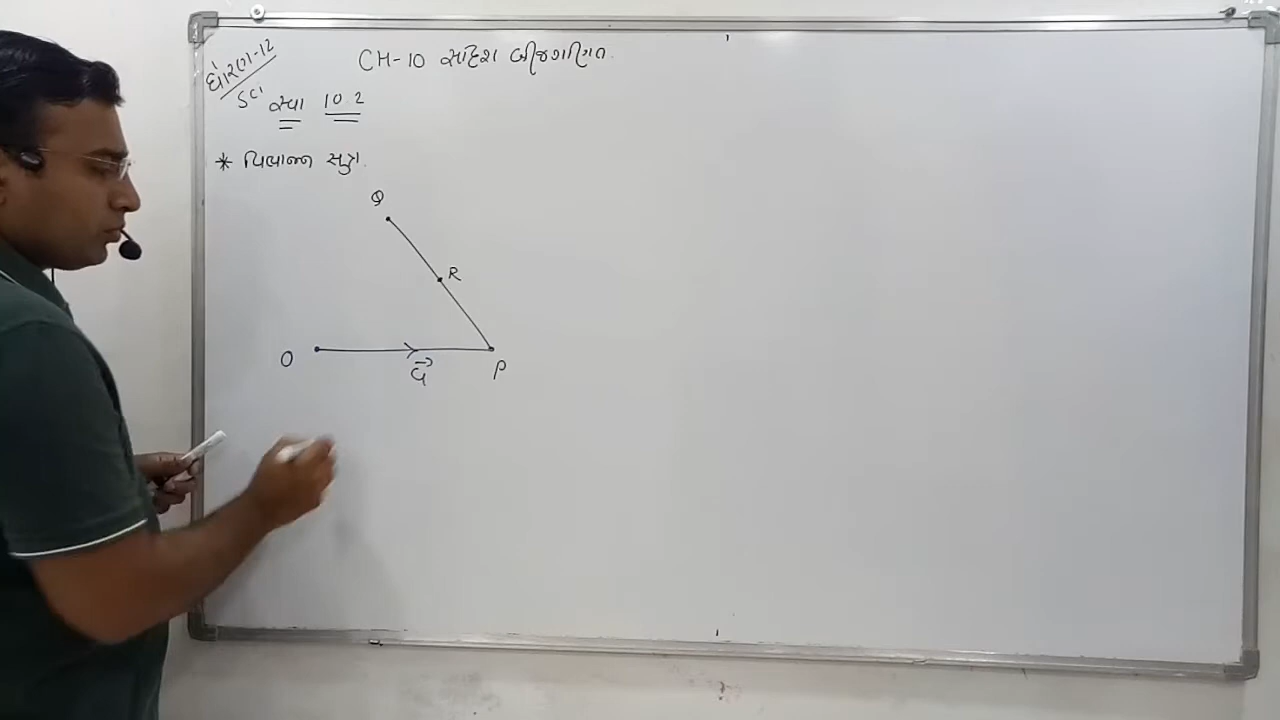 ધોરણ-12
Sci
CH-10 સદિશ બીજગણિત.
સ્વા 10.2
* વિભાજન સૂત્ર.
Q
R
O
a⃗
P